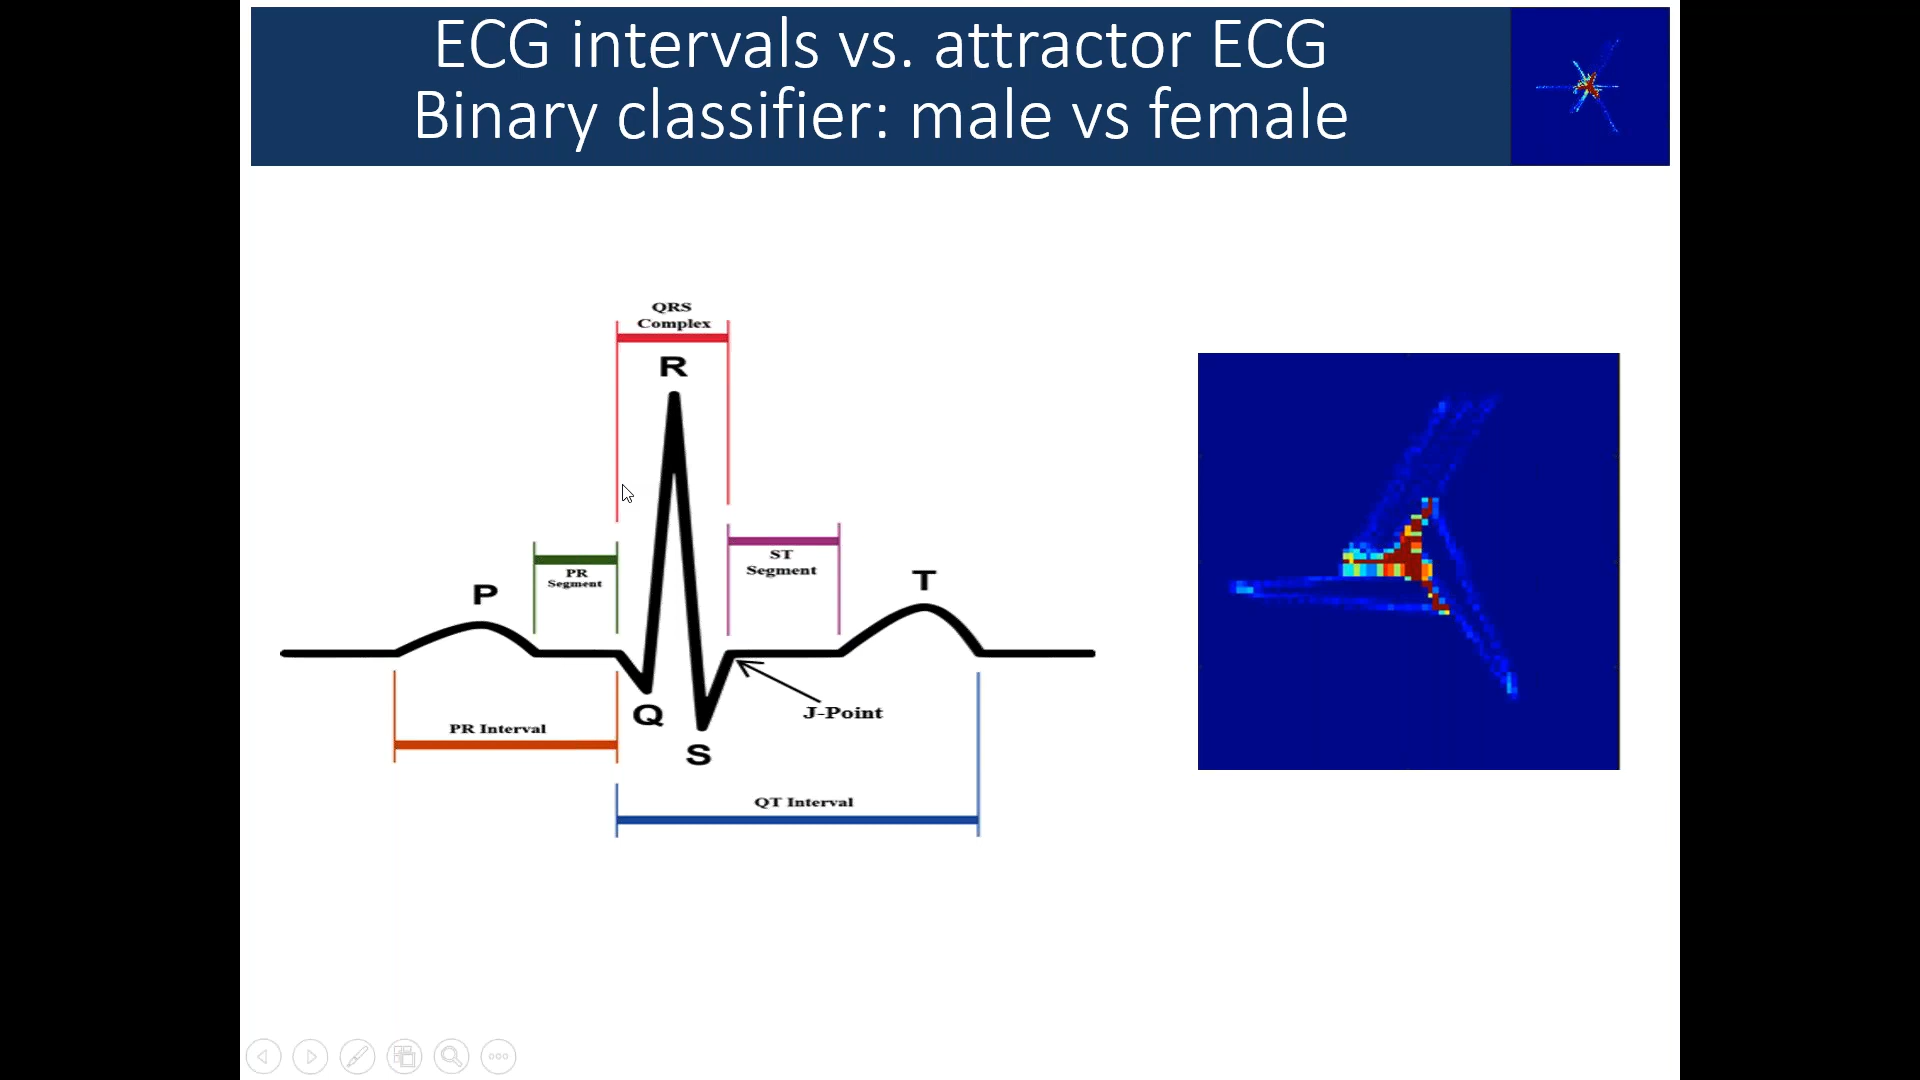 ECG intervals vs. attractor ECG
Binary classifier: male vs female
QRS
Complex
R
PR
Segment
ST
Segment
P
T
Q
S
J-Point
PR Interval
QT Interval